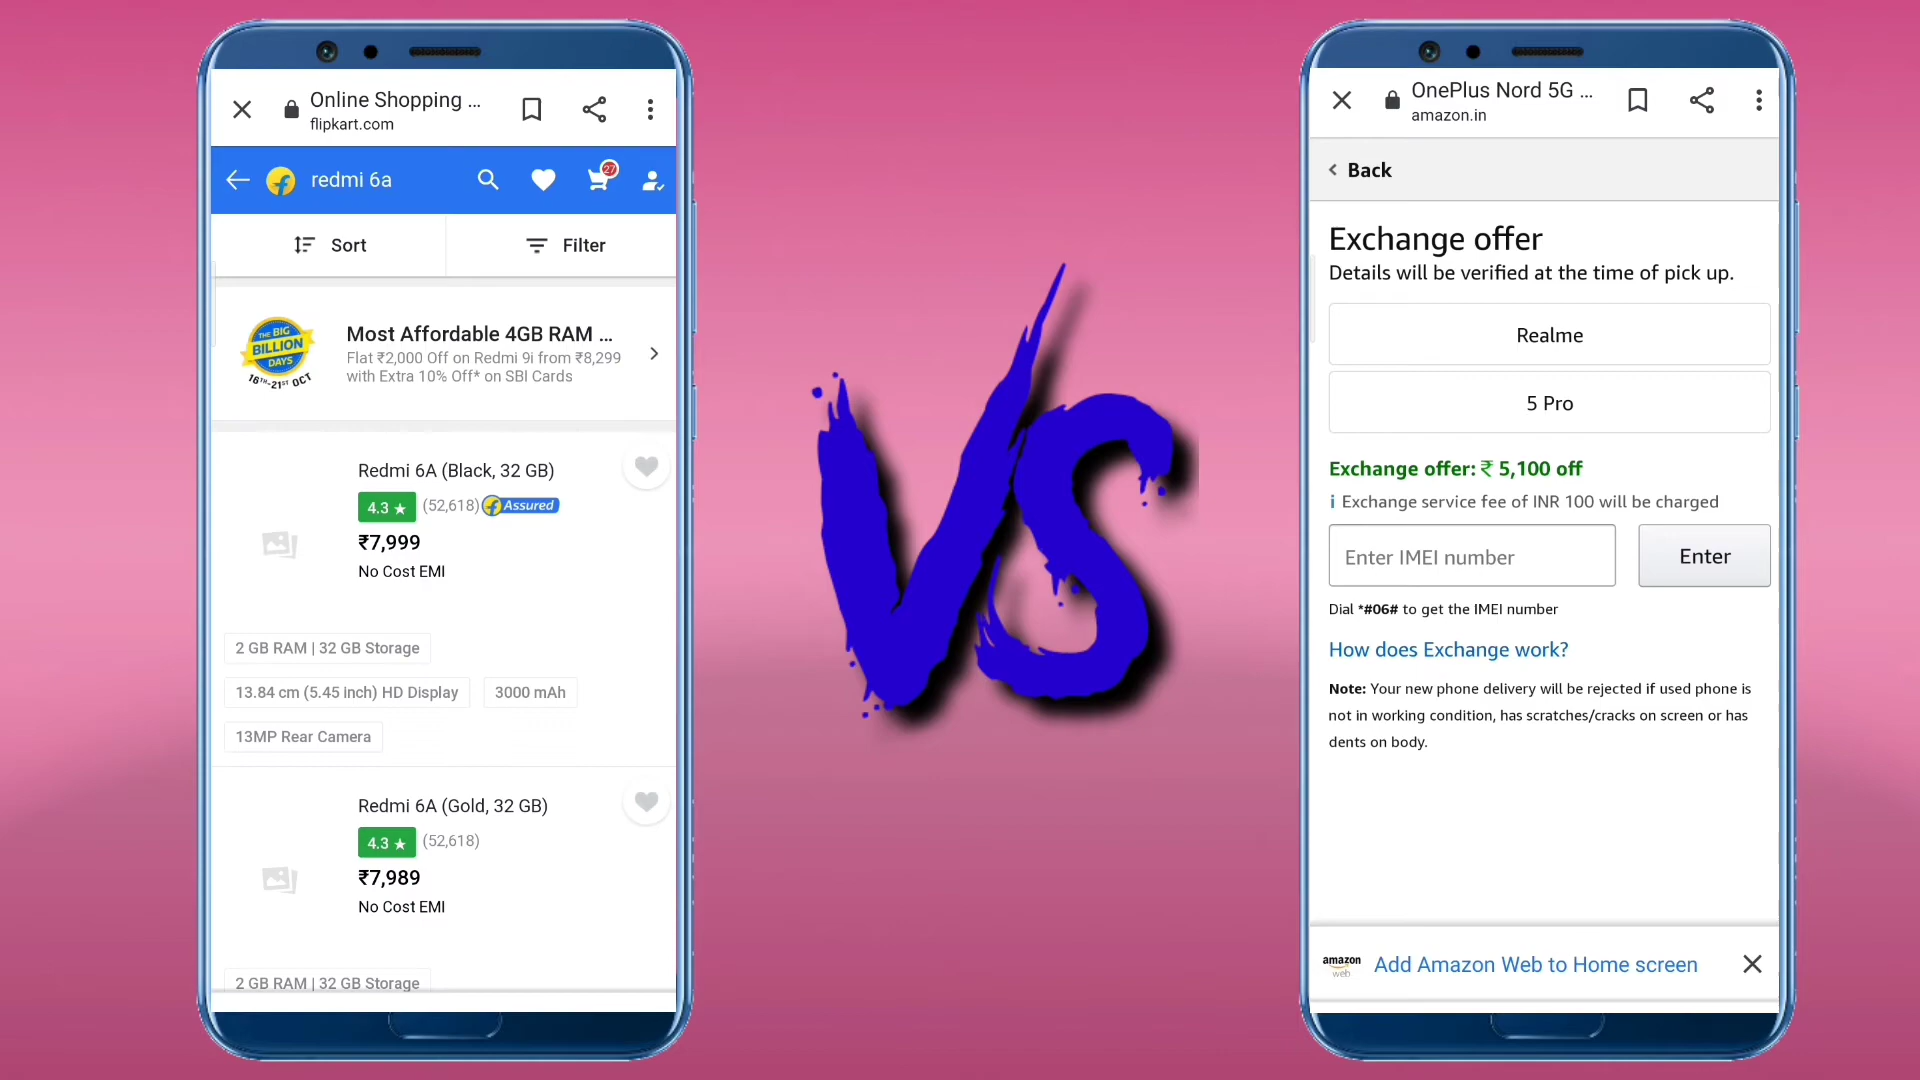 Online Shopping ...
flipkart.com
redmi 6a
27
Sort
Filter
THE BIG
BILLION
DAYS
16TH-21ST OCT
Most Affordable 4GB RAM ...
Flat ₹2,000 Off on Redmi 9i from ₹8,299
with Extra 10% Off* on SBI Cards
Redmi 6A (Black, 32 GB)
4.3 ★ (52,618) f Assured
₹7,999
No Cost EMI
2 GB RAM | 32 GB Storage
13.84 cm (5.45 inch) HD Display
3000 mAh
13MP Rear Camera
Redmi 6A (Gold, 32 GB)
4.3 ★ (52,618)
₹7,989
No Cost EMI
2 GB RAM | 32 GB Storage
VS
OnePlus Nord 5G ...
amazon.in
Back
Exchange offer
Details will be verified at the time of pick up.
Realme
5 Pro
Exchange offer: ₹ 5,100 off
i Exchange service fee of INR 100 will be charged
Enter IMEI number
Enter
Dial *#06# to get the IMEI number
How does Exchange work?
Note: Your new phone delivery will be rejected if used phone is
not in working condition, has scratches/cracks on screen or has
dents on body.
amazon
web
Add Amazon Web to Home screen